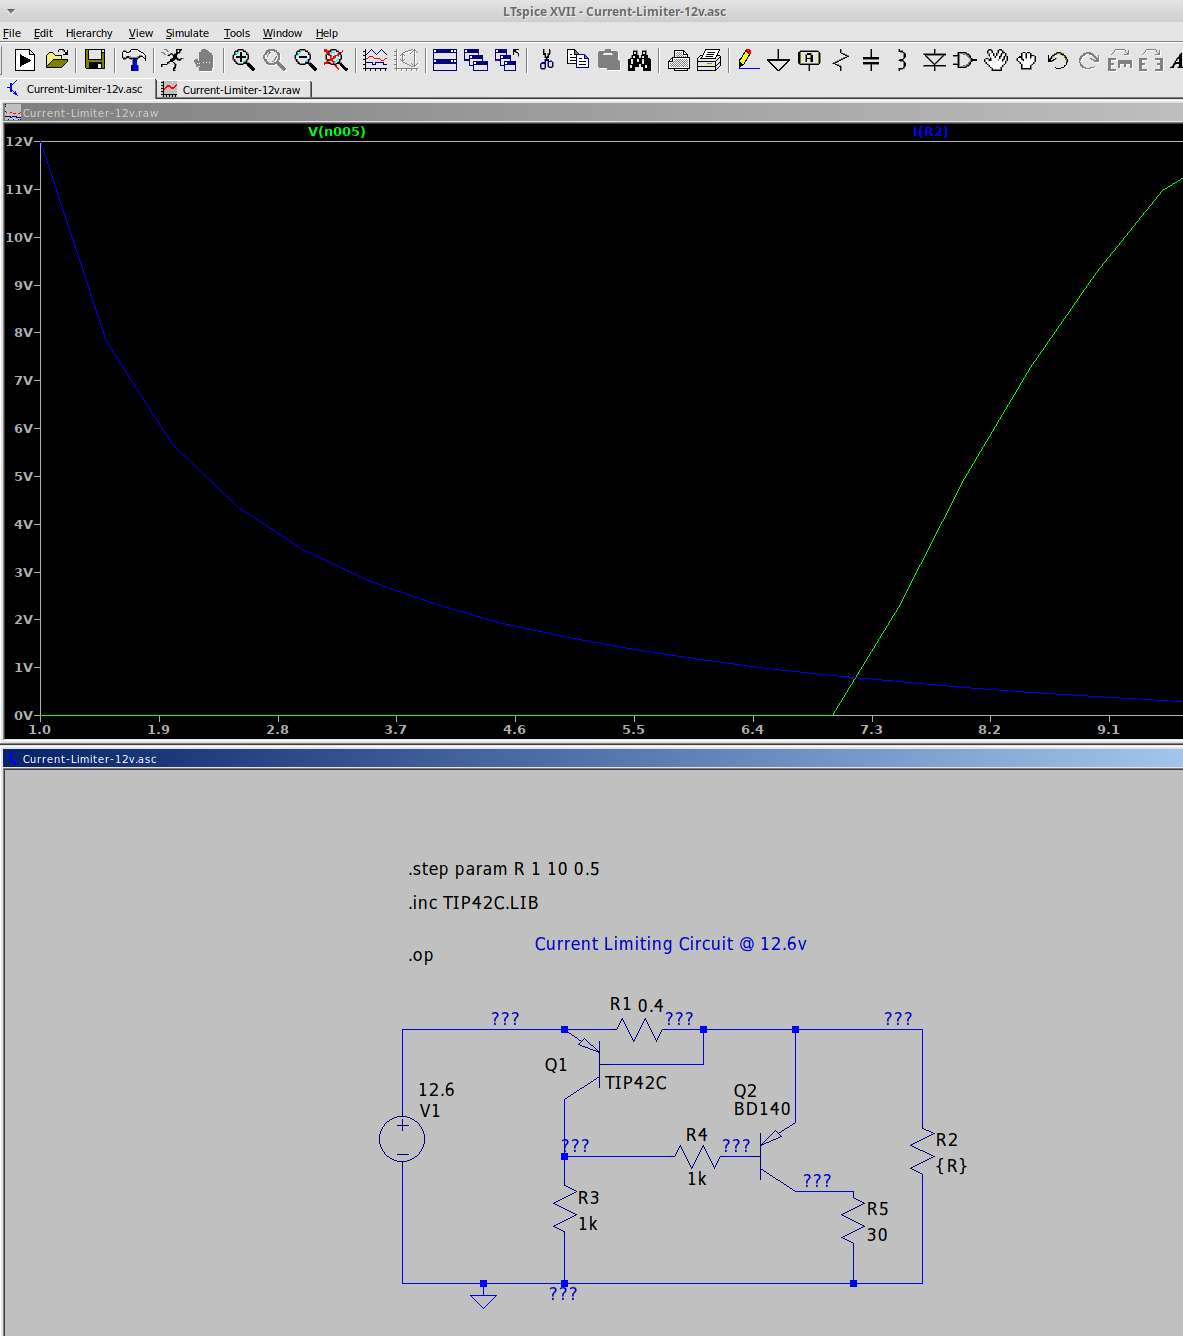 LTspice XVII - Current-Limiter-12v.asc
File Edit Hierarchy View Simulate Tools Window Help
Current-Limiter-12v.asc Current-Limiter-12v.raw
Current-Limiter-12v.raw
V(n005) I(R2)
12V
11V
10V
9V
8V
7V
6V
5V
4V
3V
2V
1V
0V
1.0 1.9 2.8 3.7 4.6 5.5 6.4 7.3 8.2 9.1
Current-Limiter-12v.asc
.step param R 1 10 0.5
.inc TIP42C.LIB
Current Limiting Circuit @ 12.6v
.op
R1 0.4
??? ??? ???
Q1
TIP42C
12.6
V1
Q2
BD140
R4
??? ???
1k
R2
{R}
???
R3
1k
R5
30
???